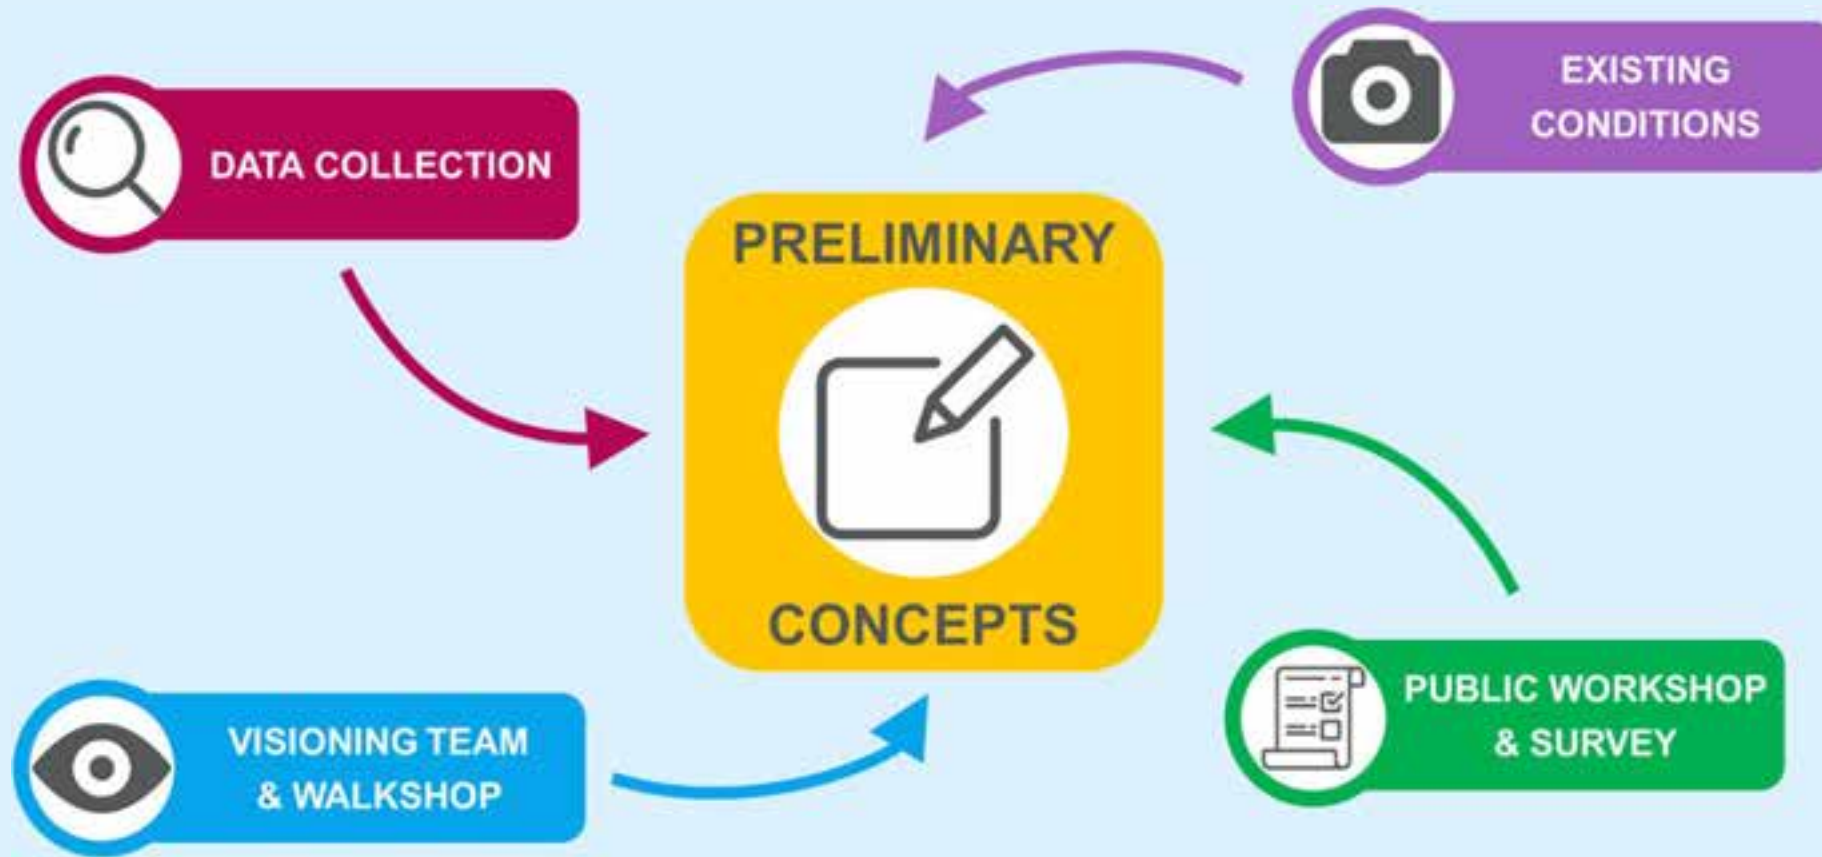 DATA COLLECTION
EXISTING
CONDITIONS
PRELIMINARY
CONCEPTS
VISIONING TEAM
& WALKSHOP
PUBLIC WORKSHOP
& SURVEY